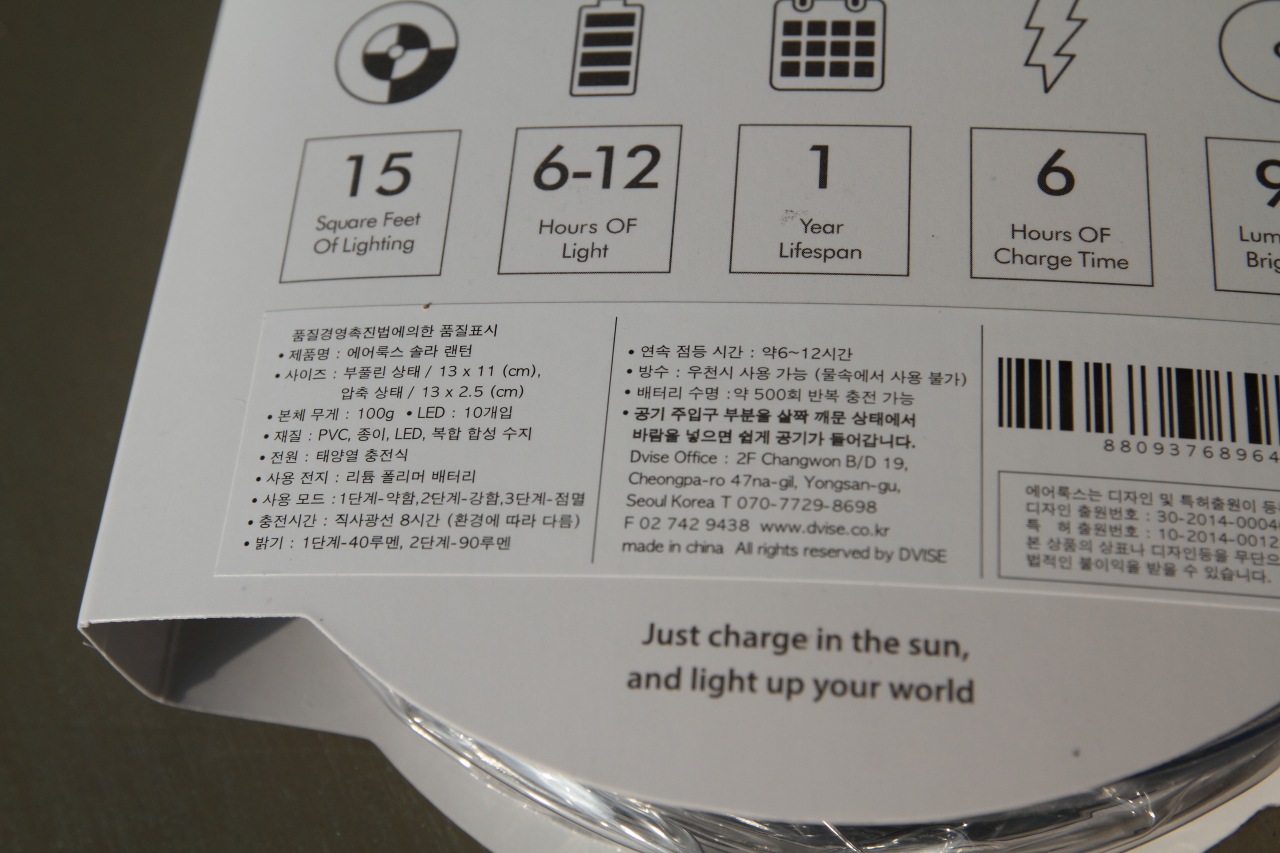 15
Square Feet
Of Lighting
6-12
Hours OF
Light
1
Year
Lifespan
6
Hours OF
Charge Time
9
품질경영촉진법에의한 품질표시
• 제품명 : 에어룩스 솔라 랜턴
• 사이즈 : 부풀린 상태 / 13 x 11 (cm),
압축 상태 / 13 x 2.5 (cm)
• 본체 무게 : 100g • LED : 10개입
• 재질 : PVC, 종이, LED, 복합 합성 수지
• 전원 : 태양열 충전식
• 사용 전지 : 리튬 폴리머 배터리
• 사용 모드 : 1단계-약함,2단계-강함,3단계-점멸
• 충전시간 : 직사광선 8시간 (환경에 따라 다름)
• 밝기 : 1단계-40루멘, 2단계-90루멘
• 연속 점등 시간 : 약6~12시간
• 방수 : 우천시 사용 가능 (물속에서 사용 불가)
• 배터리 수명 :약 500회 반복 충전 가능
• 공기 주입구 부분을 살짝 깨문 상태에서
바람을 넣으면 쉽게 공기가 들어갑니다.
Dvise Office : 2F Changwon B/D 19,
Cheongpa-ro 47na-gil, Yongsan-gu,
Seoul Korea T 070-7729-8698
F 02 742 9438 www.dvise.co.kr
made in china All rights reserved by DVISE
88093768964
에어룩스는 디자인 및 특허출원이
디자인 출원번호 : 30-2014-0004
특 허 출원번호 : 10-2014-0012
본 상품의 상표나 디자인등을 무단으
법적인 불이익을 받을 수 있습니다.
Just charge in the sun,
and light up your world